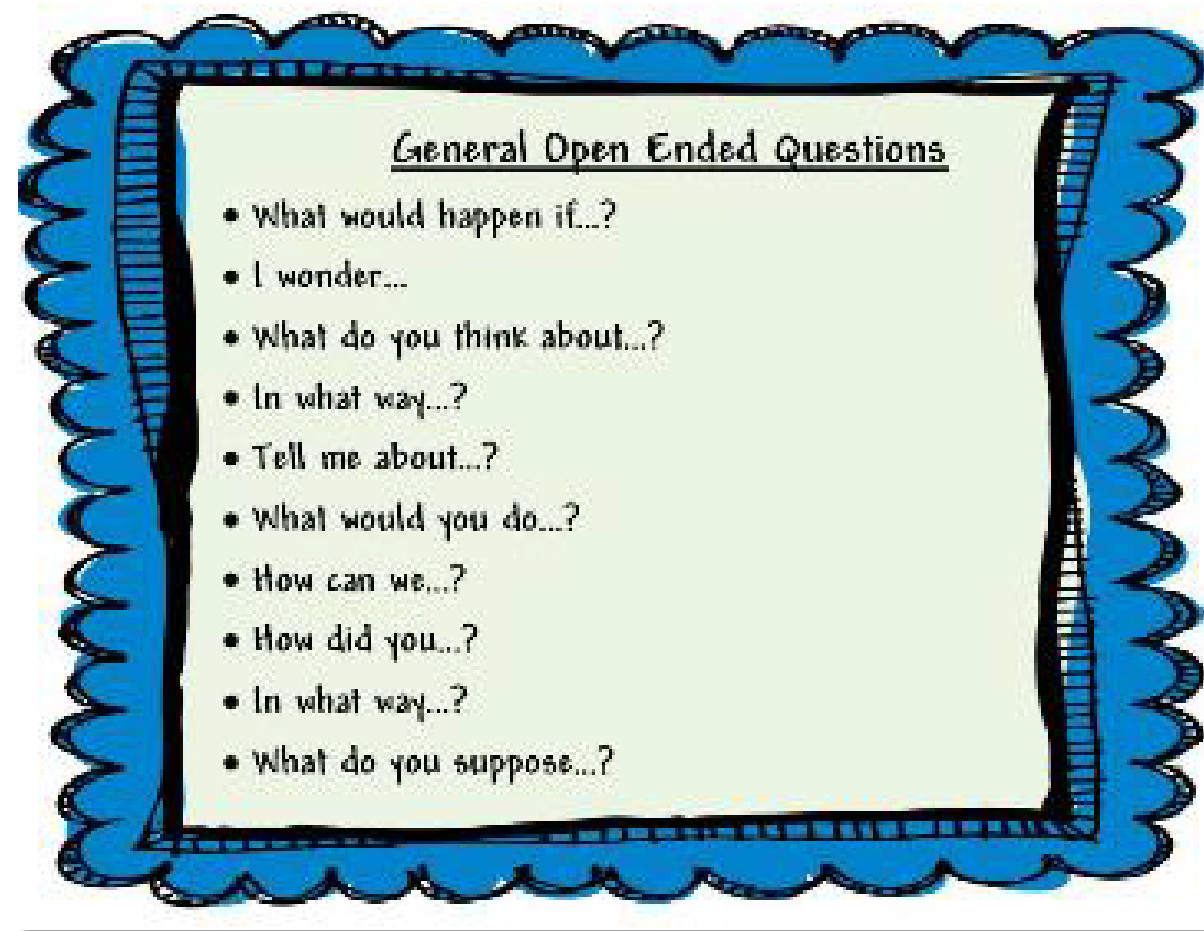 General Open Ended Questions
• What would happen if...?
• I wonder...
• What do you think about...?
• In what way...?
• Tell me about...?
• What would you do...?
• How can we...?
• How did you...?
• In what way...?
• What do you suppose...?